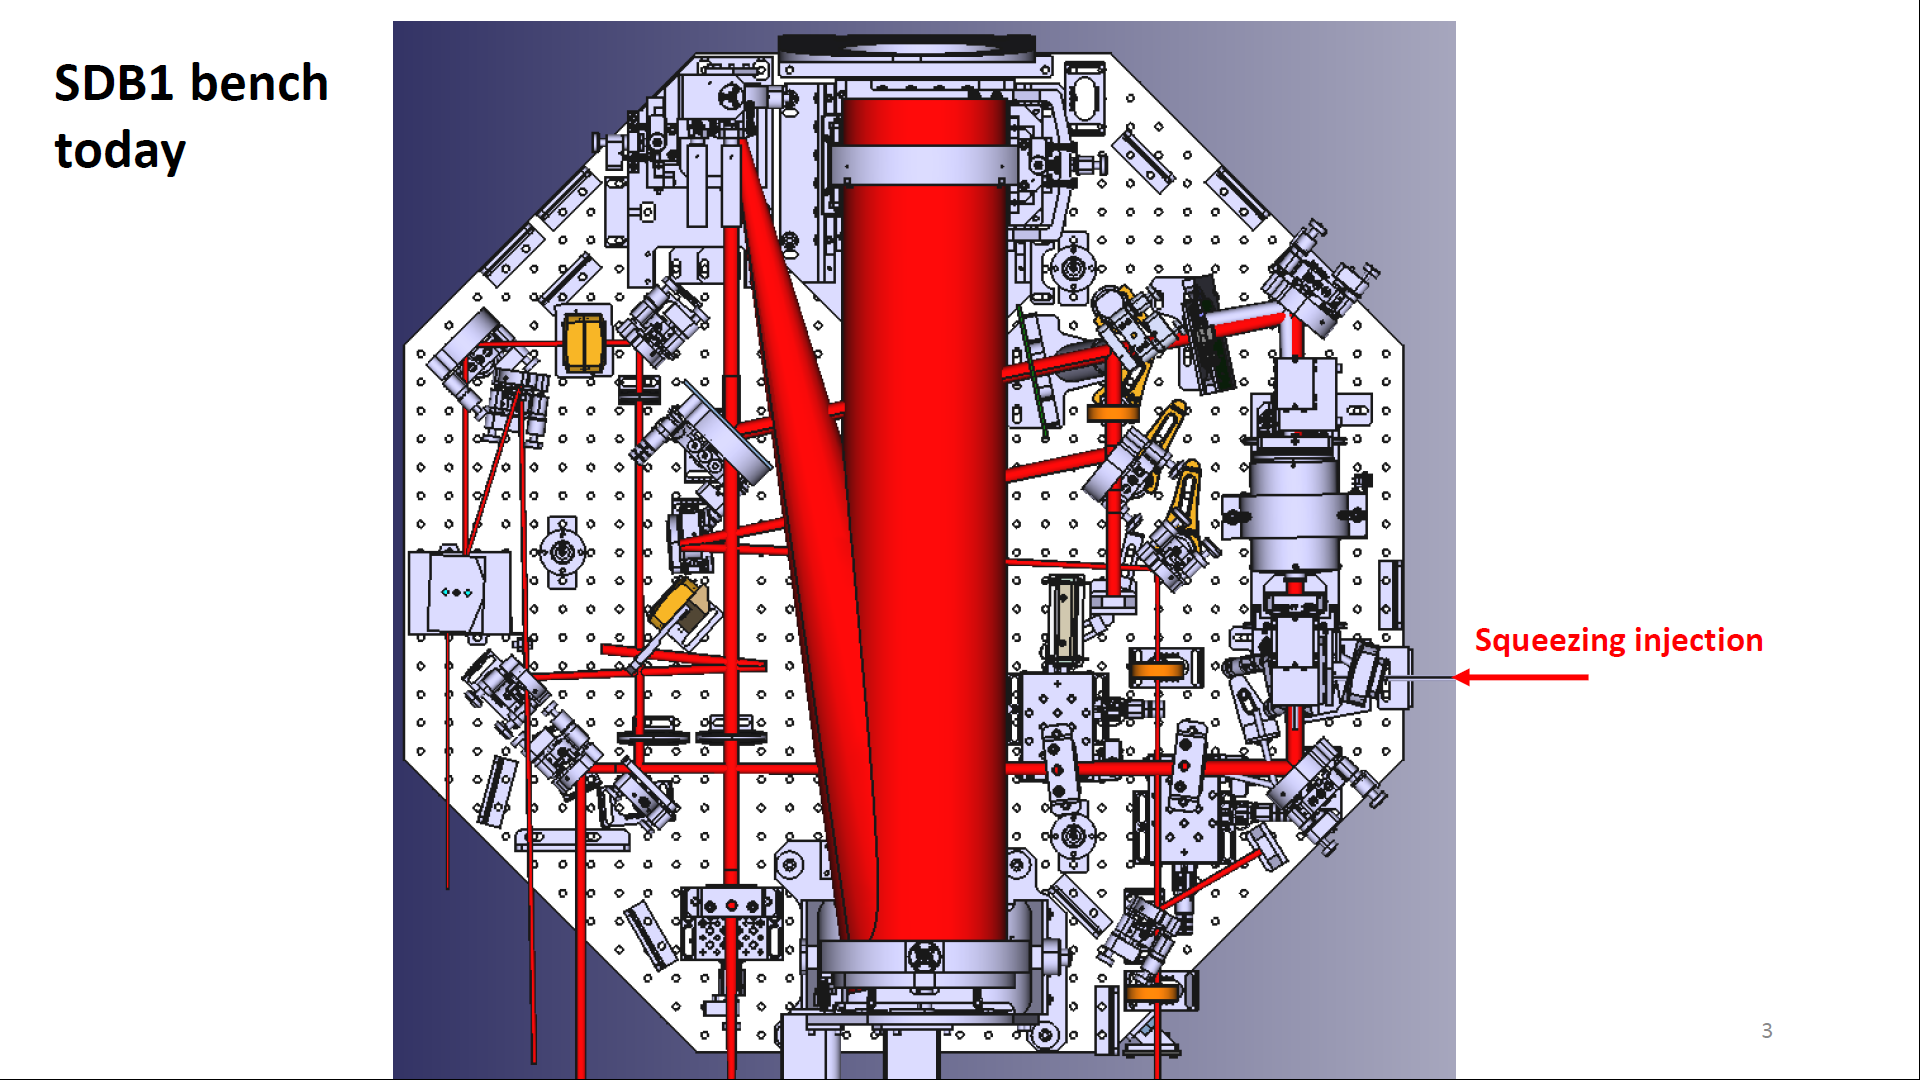 SDB1 bench
today
Squeezing injection
3